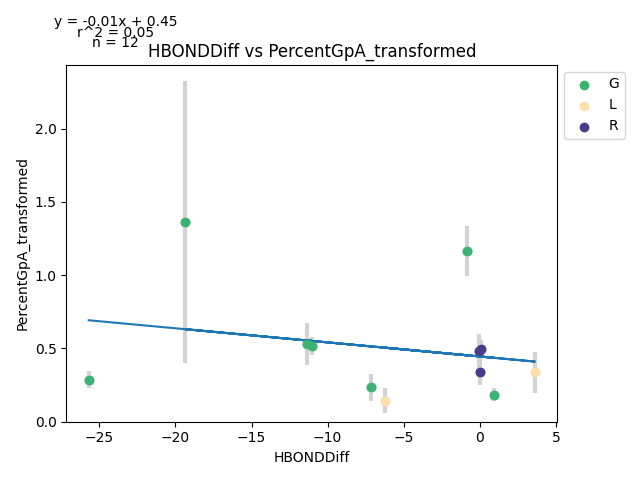 y = -0.01x + 0.45
r^2 = 0.05
n = 12
HBONDDiff vs PercentGpA_transformed
G
L
R
PercentGpA_transformed
2.0
1.5
1.0
0.5
0.0
−25
−20
−15
−10
−5
0
5
HBONDDiff